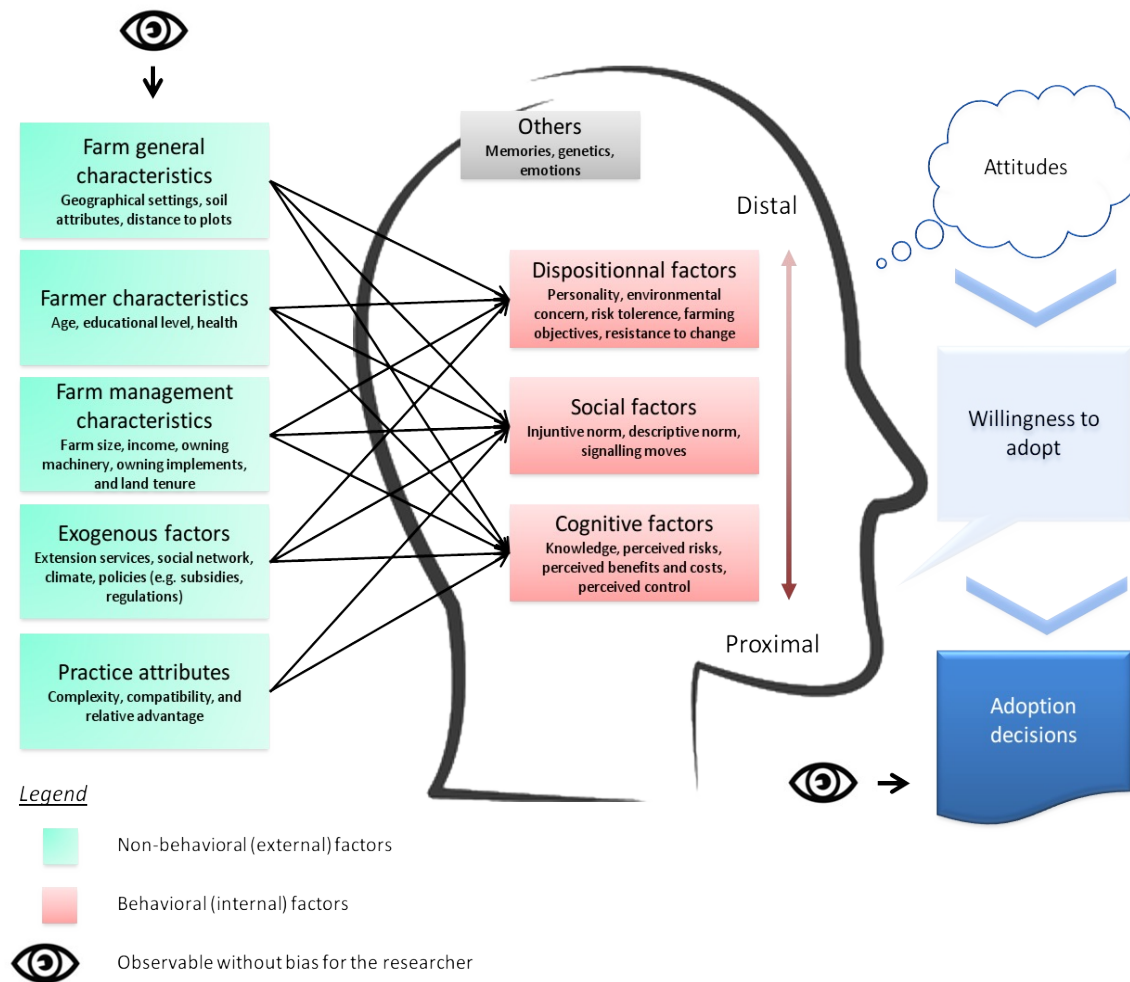 Farm general
characteristics
Geographical settings, soil
attributes, distance to plots
Farmer characteristics
Age, educational level, health
Farm management
characteristics
Farm size, income, owning
machinery, owning implements,
and land tenure
Exogenous factors
Extension services, social network,
climate, policies (e.g. subsidies,
regulations)
Practice attributes
Complexity, compatibility, and
relative advantage
Others
Memories, genetics,
emotions
Distal
Dispositionnal factors
Personality, environmental
concern, risk tolerence, farming
objectives, resistance to change
Social factors
Injuntive norm, descriptive norm,
signalling moves
Cognitive factors
Knowledge, perceived risks,
perceived benefits and costs,
perceived control
Proximal
Attitudes
Willingness to
adopt
Adoption
decisions
Legend
Non-behavioral (external) factors
Behavioral (internal) factors
Observable without bias for the researcher